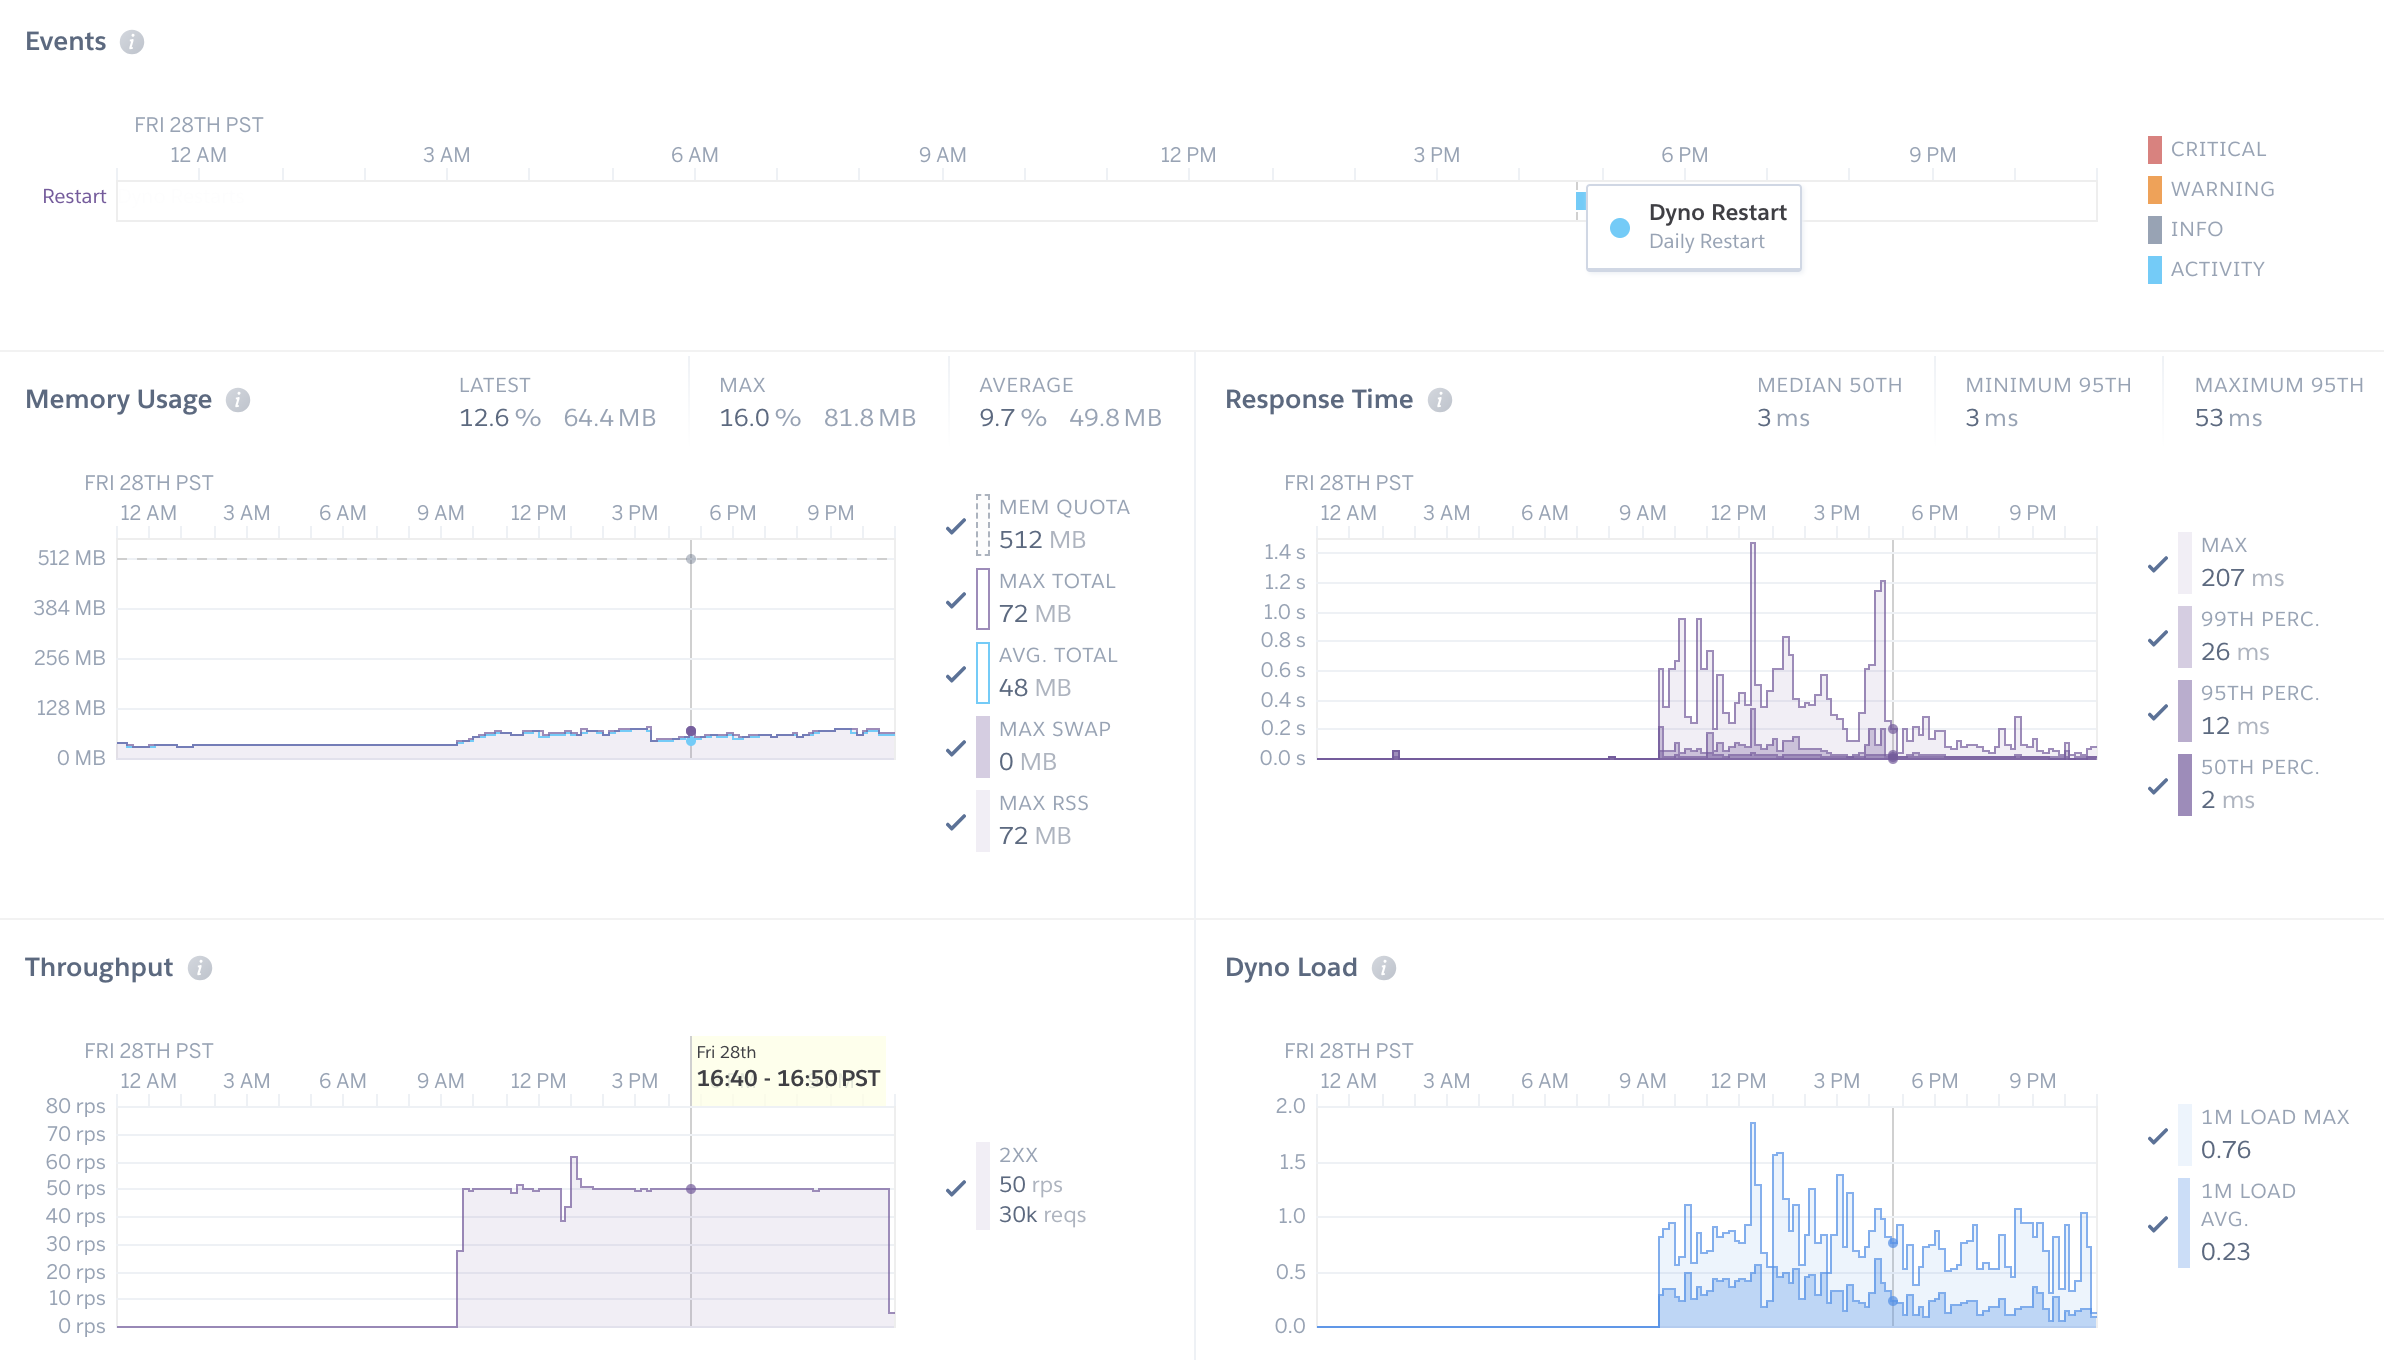 Events
FRI 28TH PST
12 AM 3 AM 6 AM 9 AM 12 PM 3 PM 6 PM 9 PM
Restart
Dyno Restart
Daily Restart
CRITICAL
WARNING
INFO
ACTIVITY
Memory Usage
LATEST
12.6 % 64.4 MB
MAX
16.0 % 81.8 MB
AVERAGE
9.7 % 49.8 MB
FRI 28TH PST
12 AM 3 AM 6 AM 9 AM 12 PM 3 PM 6 PM 9 PM
512 MB
384 MB
256 MB
128 MB
0 MB
MEM QUOTA
512 MB
MAX TOTAL
72 MB
AVG. TOTAL
48 MB
MAX SWAP
0 MB
MAX RSS
72 MB
Response Time
MEDIAN 50TH
3 ms
MINIMUM 95TH
3 ms
MAXIMUM 95TH
53 ms
FRI 28TH PST
12 AM 3 AM 6 AM 9 AM 12 PM 3 PM 6 PM 9 PM
1.4 s
1.2 s
1.0 s
0.8 s
0.6 s
0.4 s
0.2 s
0.0 s
MAX
207 ms
99TH PERC.
26 ms
95TH PERC.
12 ms
50TH PERC.
2 ms
Throughput
FRI 28TH PST
12 AM 3 AM 6 AM 9 AM 12 PM 3 PM
Fri 28th
16:40 - 16:50 PST
80 rps
70 rps
60 rps
50 rps
40 rps
30 rps
20 rps
10 rps
0 rps
2XX
50 rps
30k reqs
Dyno Load
FRI 28TH PST
12 AM 3 AM 6 AM 9 AM 12 PM 3 PM 6 PM 9 PM
2.0
1.5
1.0
0.5
0.0
1M LOAD MAX
0.76
1M LOAD
AVG.
0.23